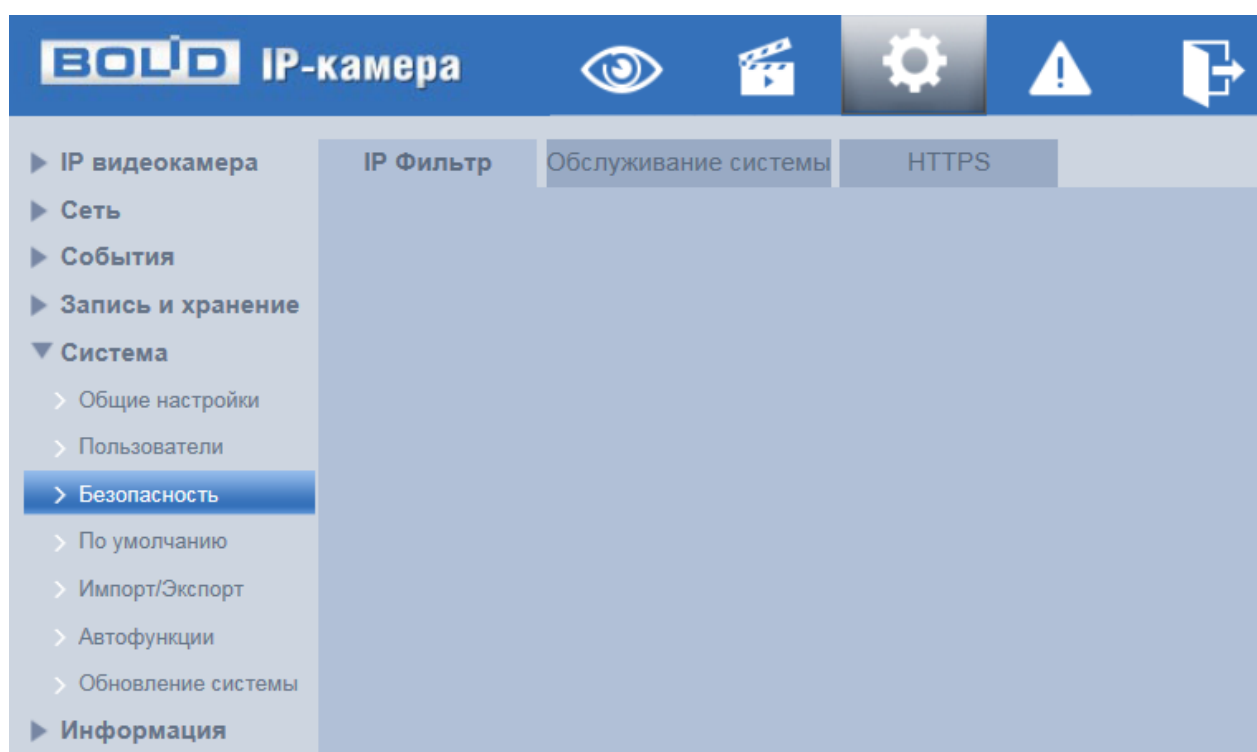 BOLID IP-камера
IP видеокамера
Сеть
События
Запись и хранение
Система
Общие настройки
Пользователи
Безопасность
По умолчанию
Импорт/Экспорт
Автофункции
Обновление системы
Информация
IP Фильтр
Обслуживание системы
HTTPS